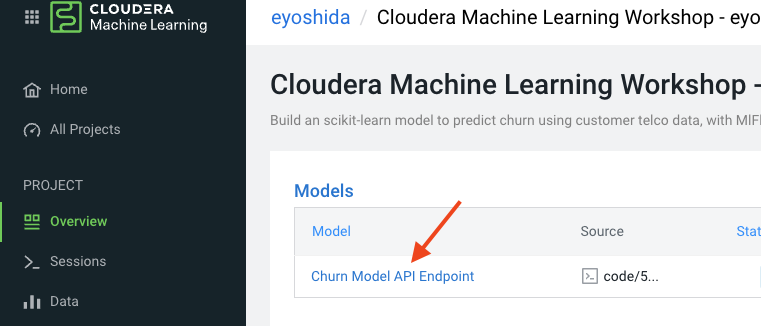 CLOUDERA
Machine Learning
Home
All Projects
PROJECT
Overview
Sessions
Data
eyoshida / Cloudera Machine Learning Workshop - eyo
Cloudera Machine Learning Workshop -
Build an scikit-learn model to predict churn using customer telco data, with MlFl
Models
Model Source Stat
Churn Model API Endpoint code/5...